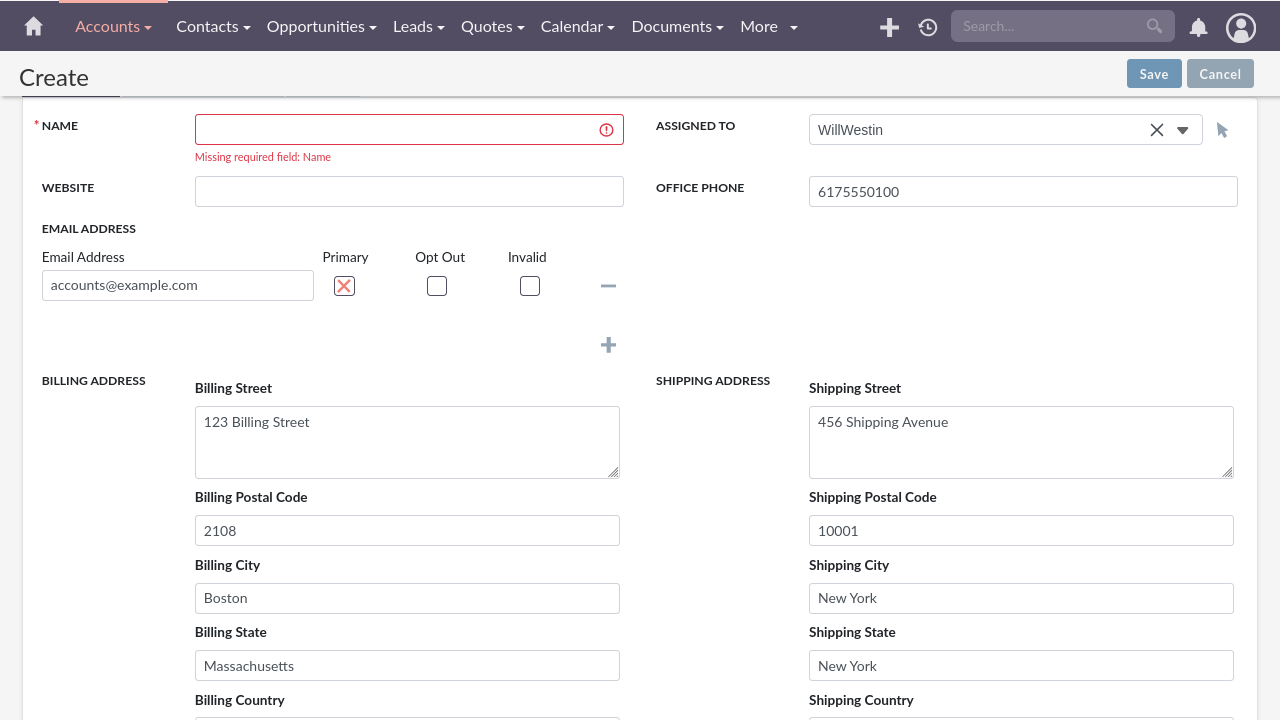 Accounts Contacts Opportunities Leads Quotes Calendar Documents More Search...
Create Save Cancel
* NAME ASSIGNED TO WillWestin
Missing required field: Name
WEBSITE OFFICE PHONE 6175550100
EMAIL ADDRESS
Email Address Primary Opt Out Invalid
accounts@example.com
BILLING ADDRESS Billing Street SHIPPING ADDRESS Shipping Street
123 Billing Street 456 Shipping Avenue
Billing Postal Code Shipping Postal Code
2108 10001
Billing City Shipping City
Boston New York
Billing State Shipping State
Massachusetts New York
Billing Country Shipping Country